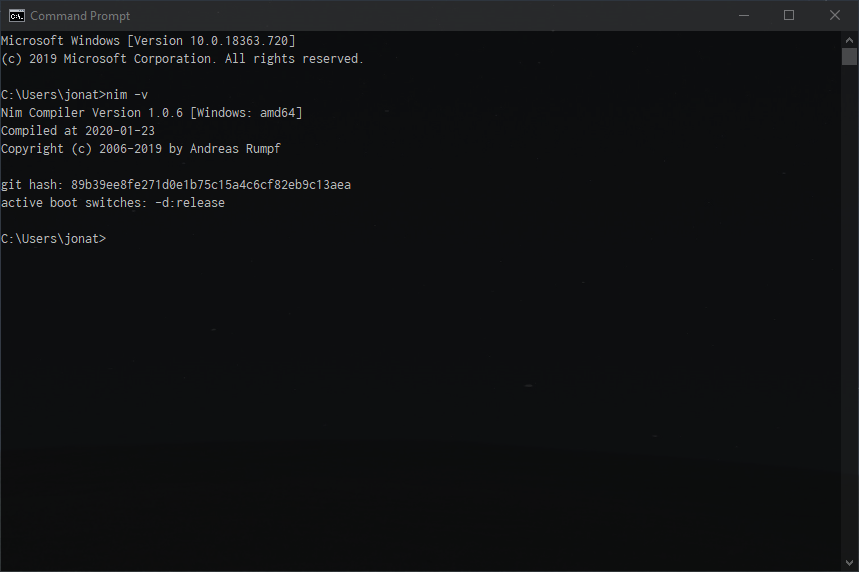 Command Prompt
Microsoft Windows [Version 10.0.18363.720]
(c) 2019 Microsoft Corporation. All rights reserved.
C:\Users\jonat>nim -v
Nim Compiler Version 1.0.6 [Windows: amd64]
Compiled at 2020-01-23
Copyright (c) 2006-2019 by Andreas Rumpf
git hash: 89b39ee8fe271d0e1b75c15a4c6cf82eb9c13aea
active boot switches: -d:release
C:\Users\jonat>